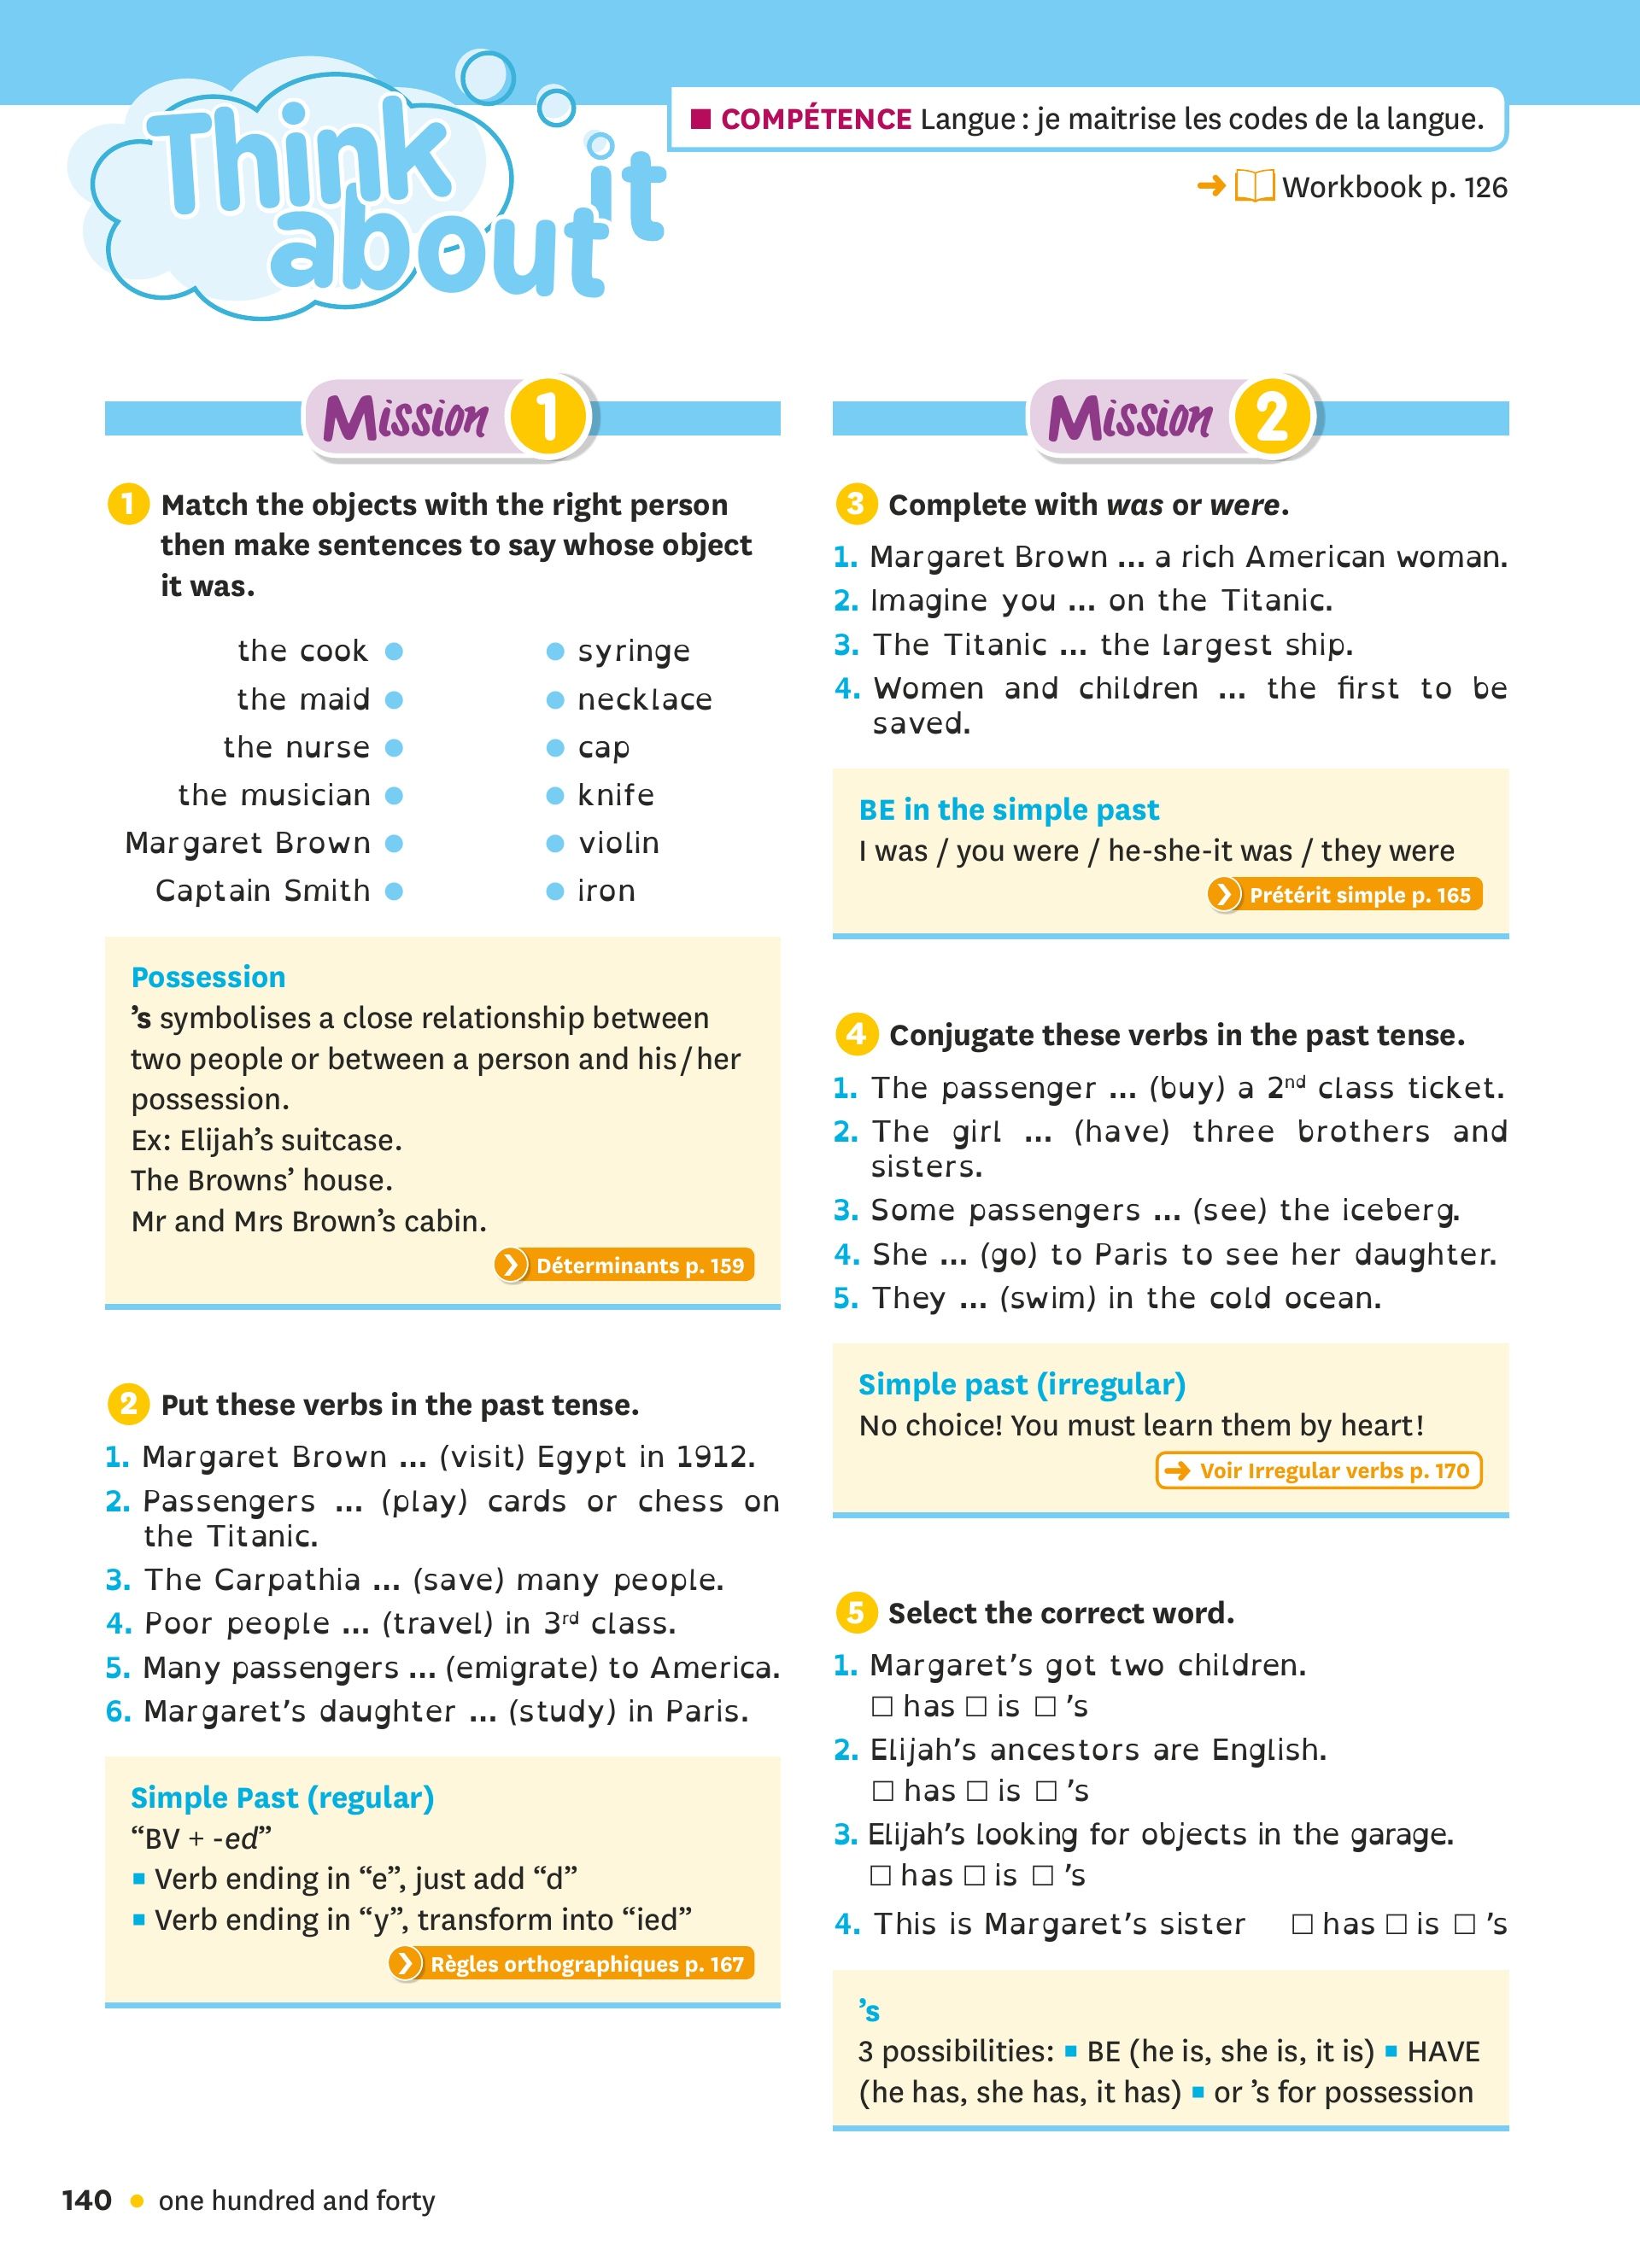 Think
about it
■ COMPÉTENCE Langue : je maitrise les codes de la langue.
➜ Workbook p. 126
Mission 1
1 Match the objects with the right person
then make sentences to say whose object
it was.
the cook ● ● syringe
the maid ● ● necklace
the nurse ● ● cap
the musician ● ● knife
Margaret Brown ● ● violin
Captain Smith ● ● iron
Possession
’s symbolises a close relationship between
two people or between a person and his / her
possession.
Ex: Elijah’s suitcase.
The Browns’ house.
Mr and Mrs Brown’s cabin.
Déterminants p. 159
2 Put these verbs in the past tense.
1. Margaret Brown ... (visit) Egypt in 1912.
2. Passengers ... (play) cards or chess on
the Titanic.
3. The Carpathia ... (save) many people.
4. Poor people ... (travel) in 3rd class.
5. Many passengers ... (emigrate) to America.
6. Margaret’s daughter ... (study) in Paris.
Simple Past (regular)
“BV + -ed”
■ Verb ending in “e”, just add “d”
■ Verb ending in “y”, transform into “ied”
Règles orthographiques p. 167
Mission 2
3 Complete with was or were.
1. Margaret Brown ... a rich American woman.
2. Imagine you ... on the Titanic.
3. The Titanic ... the largest ship.
4. Women and children ... the first to be
saved.
BE in the simple past
I was / you were / he-she-it was / they were
Prétérit simple p. 165
4 Conjugate these verbs in the past tense.
1. The passenger ... (buy) a 2nd class ticket.
2. The girl ... (have) three brothers and
sisters.
3. Some passengers ... (see) the iceberg.
4. She ... (go) to Paris to see her daughter.
5. They ... (swim) in the cold ocean.
Simple past (irregular)
No choice! You must learn them by heart!
➜ Voir Irregular verbs p. 170
5 Select the correct word.
1. Margaret’s got two children.
☐ has ☐ is ☐ ’s
2. Elijah’s ancestors are English.
☐ has ☐ is ☐ ’s
3. Elijah’s looking for objects in the garage.
☐ has ☐ is ☐ ’s
4. This is Margaret’s sister ☐ has ☐ is ☐ ’s
’s
3 possibilities: ■ BE (he is, she is, it is) ■ HAVE
(he has, she has, it has) ■ or ’s for possession
140 ● one hundred and forty